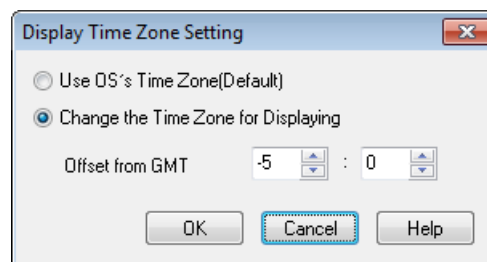 Display Time Zone Setting
Use OS's Time Zone(Default)
Change the Time Zone for Displaying
Offset from GMT -5 : 0
OK Cancel Help